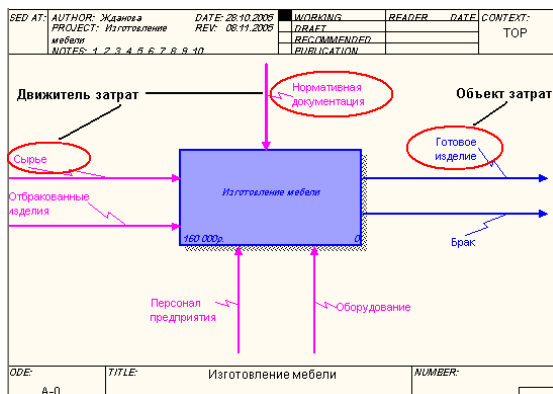 SED AT: AUTHOR: Жданова DATE: 28.10.2005 WORKING READER DATE CONTEXT:
PROJECT: Изготовление REV: 08.11.2005 DRAFT TOP
мебели RECOMMENDED
NOTES: 1 2 3 4 5 6 7 8 9 10 PUBLICATION
Движитель затрат
Нормативная
документация
Объект затрат
Готовое
изделие
Сырье
Изготовление мебели
Отбракованные
изделия
160 000р. 0
Брак
Персонал
предприятия
Оборудование
ODE: TITLE: Изготовление мебели NUMBER:
A-0